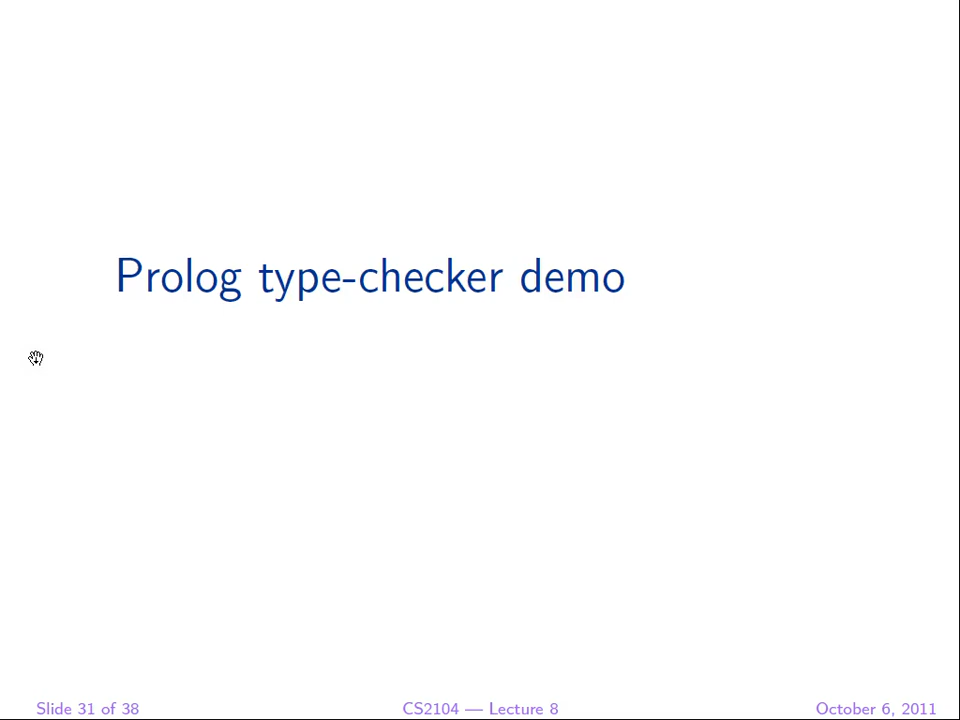 Prolog type-checker demo
Slide 31 of 38
CS2104 — Lecture 8
October 6, 2011